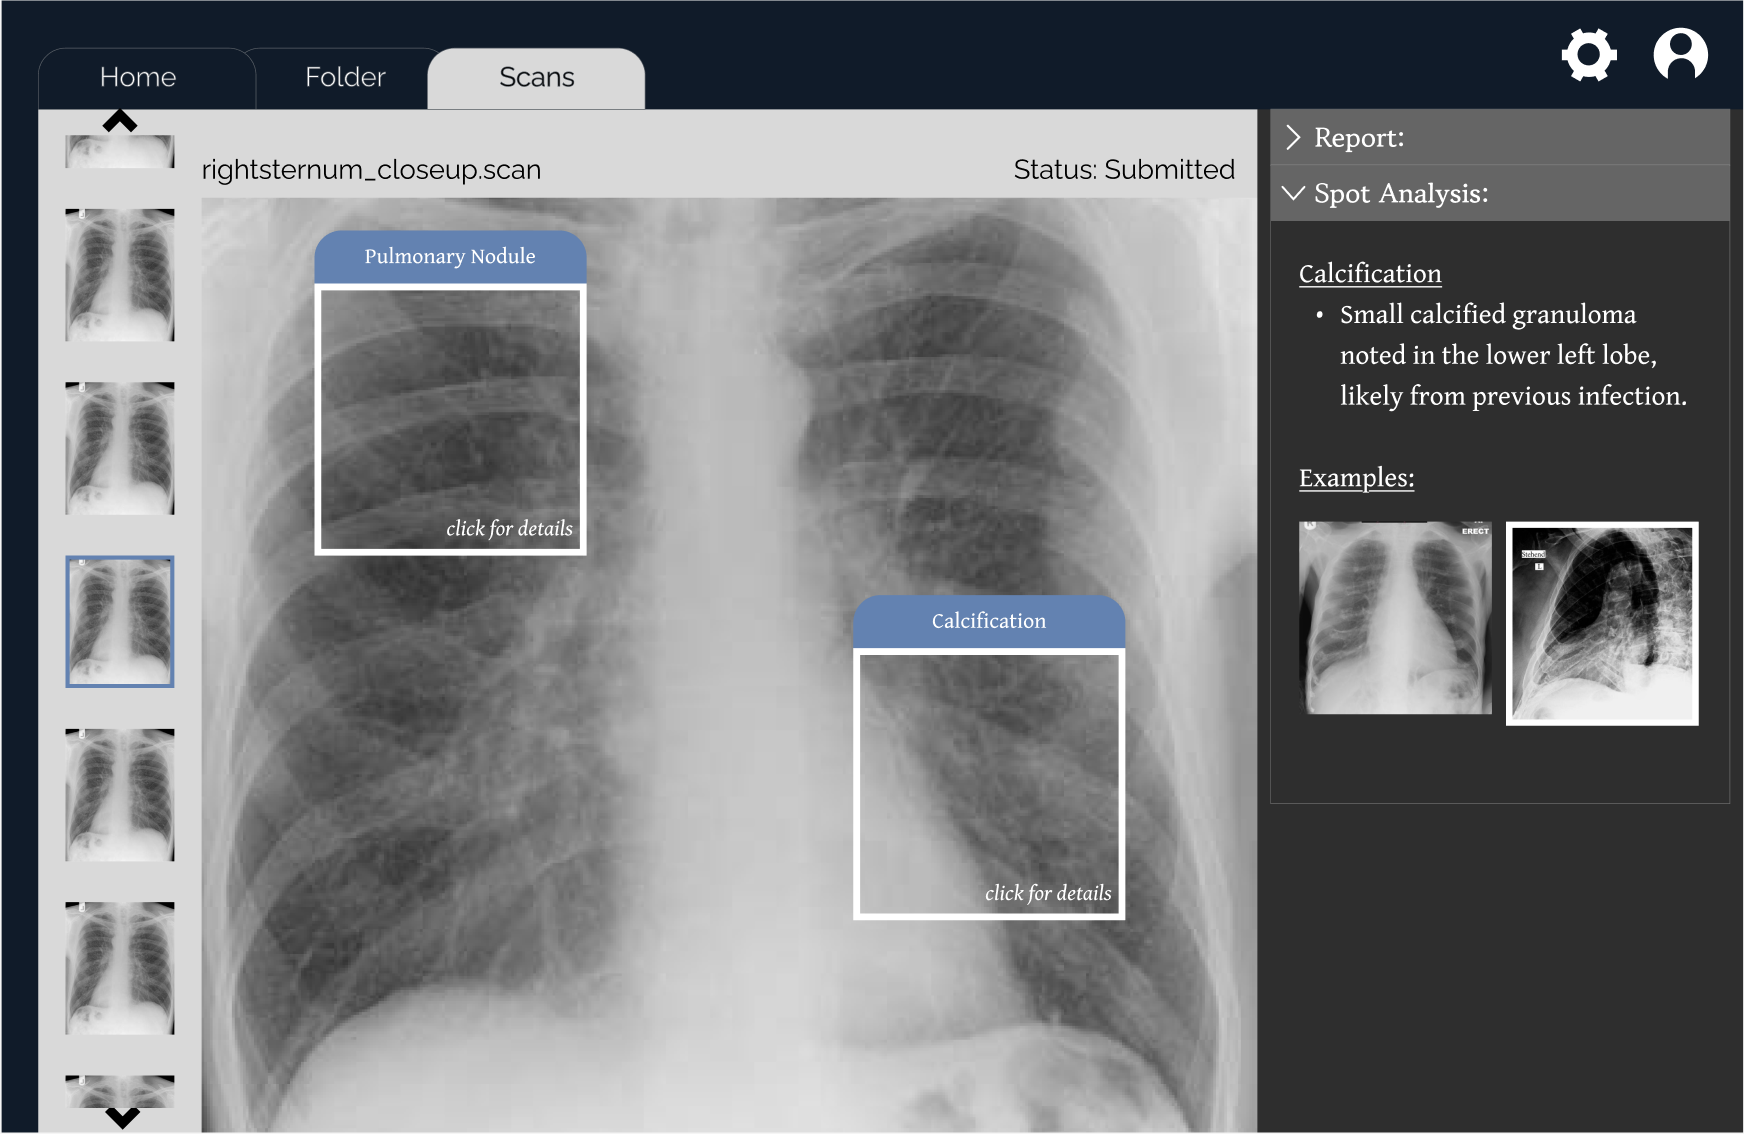 Home
Folder
Scans
rightsternum_closeup.scan
Status: Submitted
Pulmonary Nodule
click for details
Calcification
click for details
Report:
Spot Analysis:
Calcification
• Small calcified granuloma
noted in the lower left lobe,
likely from previous infection.
Examples:
ERECT
Stehend
L